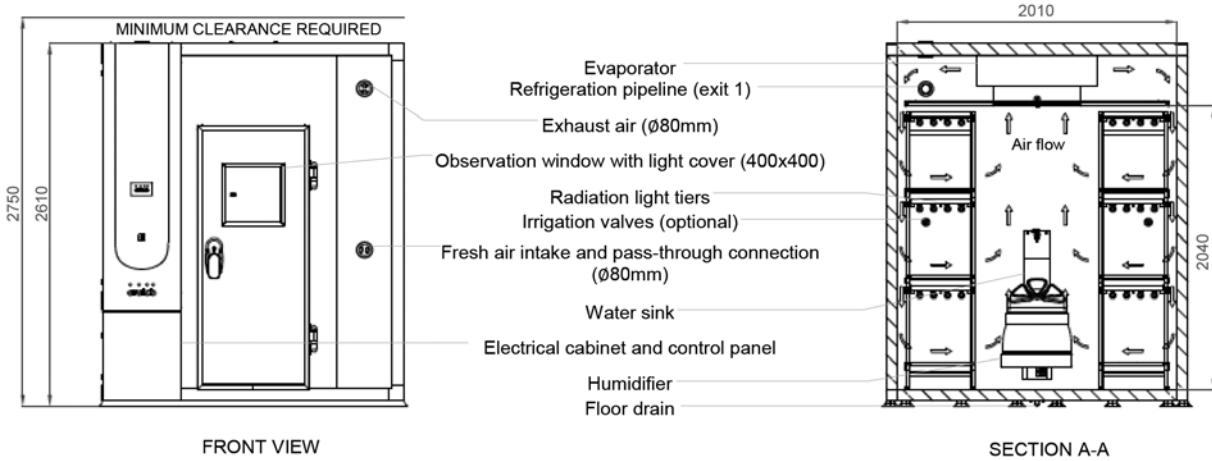 MINIMUM CLEARANCE REQUIRED
2750
2610
FRONT VIEW
Evaporator
Refrigeration pipeline (exit 1)
Exhaust air (Ø80mm)
Observation window with light cover (400x400)
Radiation light tiers
Irrigation valves (optional)
Fresh air intake and pass-through connection
(Ø80mm)
Water sink
Electrical cabinet and control panel
Humidifier
Floor drain
2010
Air flow
2040
SECTION A-A